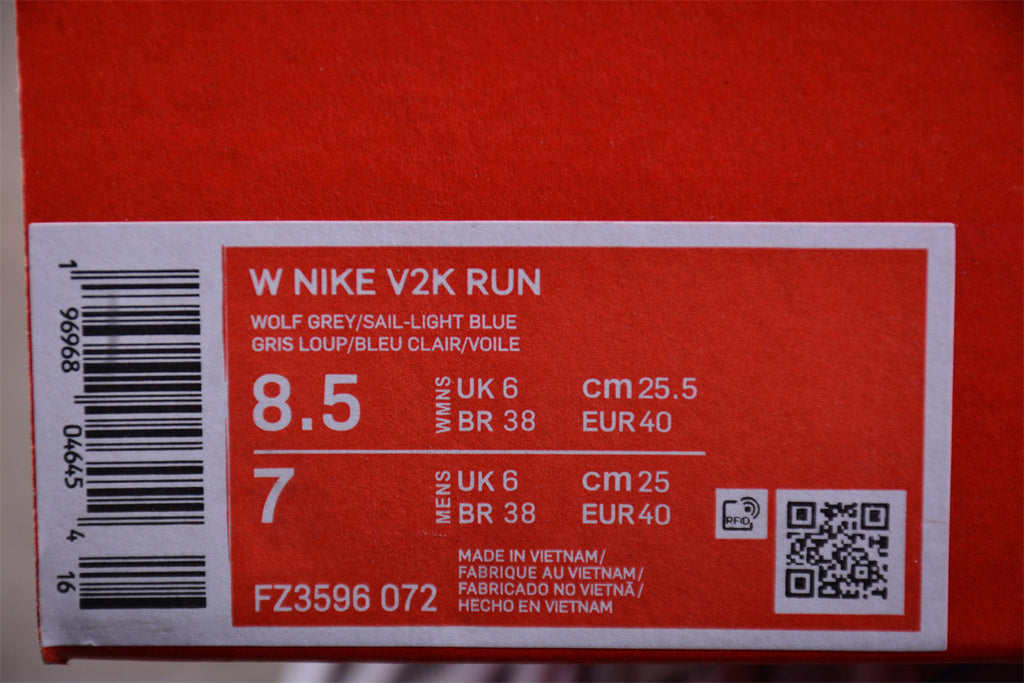 W NIKE V2K RUN
WOLF GREY/SAIL-LIGHT BLUE
GRIS LOUP/BLEU CLAIR/VOILE
8.5
WMNS
UK 6 cm 25.5
BR 38 EUR 40
7
MENS
UK 6 cm 25
BR 38 EUR 40
RFID
MADE IN VIETNAM/
FABRIQUE AU VIETNAM/
FABRICADO NO VIETNÃ/
HECHO EN VIETNAM
FZ3596 072
1 96968 04645 4 16